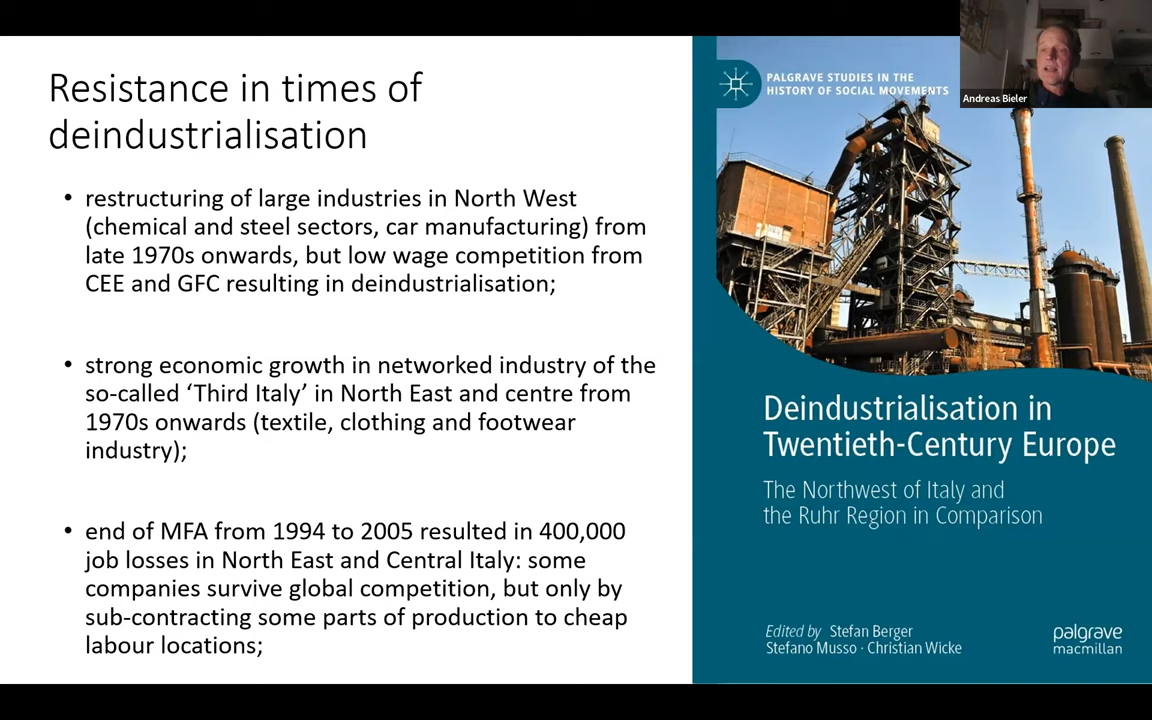 Resistance in times of
deindustrialisation
• restructuring of large industries in North West
(chemical and steel sectors, car manufacturing) from
late 1970s onwards, but low wage competition from
CEE and GFC resulting in deindustrialisation;
• strong economic growth in networked industry of the
so-called ‘Third Italy’ in North East and centre from
1970s onwards (textile, clothing and footwear
industry);
• end of MFA from 1994 to 2005 resulted in 400,000
job losses in North East and Central Italy: some
companies survive global competition, but only by
sub-contracting some parts of production to cheap
labour locations;
PALGRAVE STUDIES IN THE
HISTORY OF SOCIAL MOVEMENTS
Andreas Bieler
Deindustrialisation in
Twentieth-Century Europe
The Northwest of Italy and
the Ruhr Region in Comparison
Edited by Stefan Berger
Stefano Musso · Christian Wicke
palgrave
macmillan